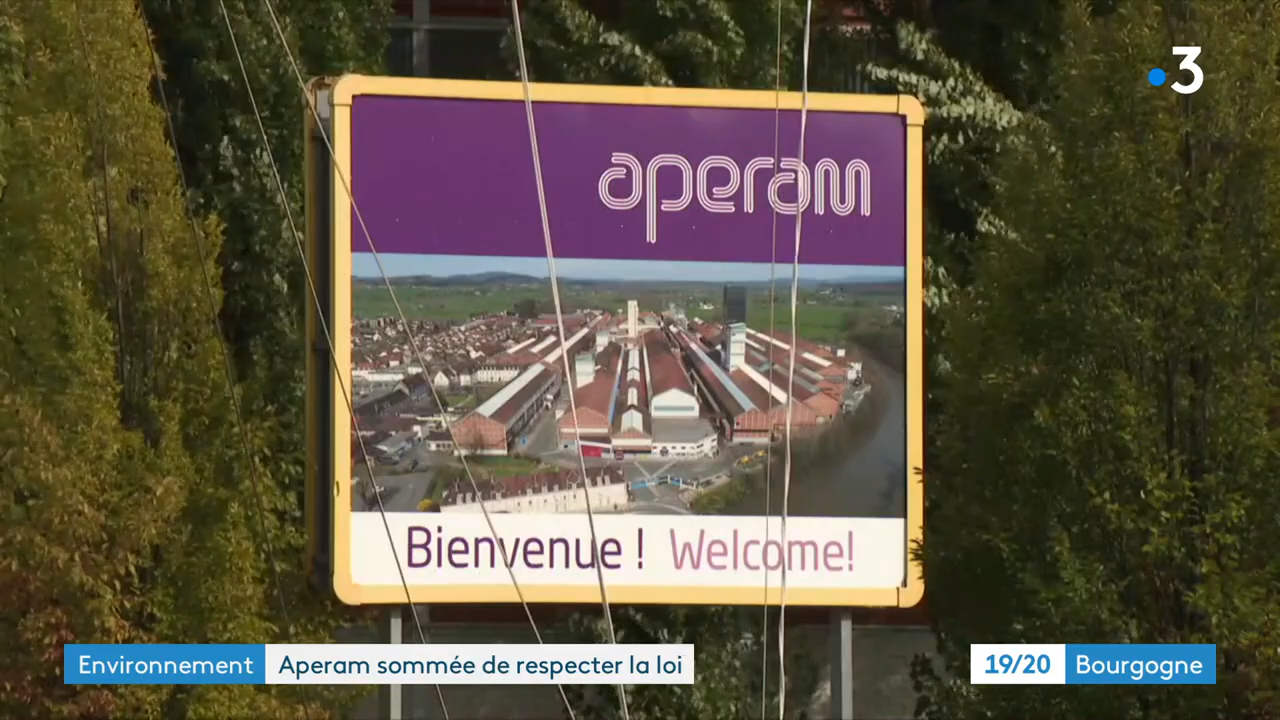 3
aperam
Bienvenue ! Welcome!
Environnement Aperam sommée de respecter la loi
19/20 Bourgogne